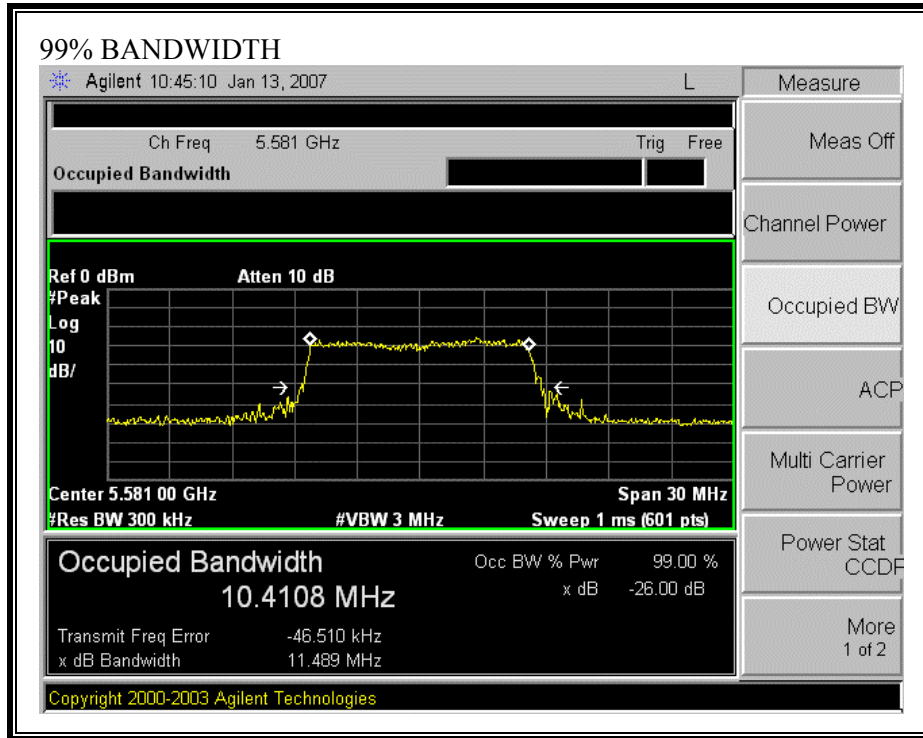 99% BANDWIDTH
Agilent 10:45:10 Jan 13, 2007 L
Measure
Ch Freq 5.581 GHz Trig Free
Occupied Bandwidth
Meas Off
Channel Power
Occupied BW
ACP
Multi Carrier
Power
Power Stat
CCDF
More
1 of 2
Ref 0 dBm Atten 10 dB
#Peak
Log
10
dB/
Center 5.581 00 GHz Span 30 MHz
#Res BW 300 kHz #VBW 3 MHz Sweep 1 ms (601 pts)
Occupied Bandwidth Occ BW % Pwr 99.00 %
10.4108 MHz x dB -26.00 dB
Transmit Freq Error -46.510 kHz
x dB Bandwidth 11.489 MHz
Copyright 2000-2003 Agilent Technologies